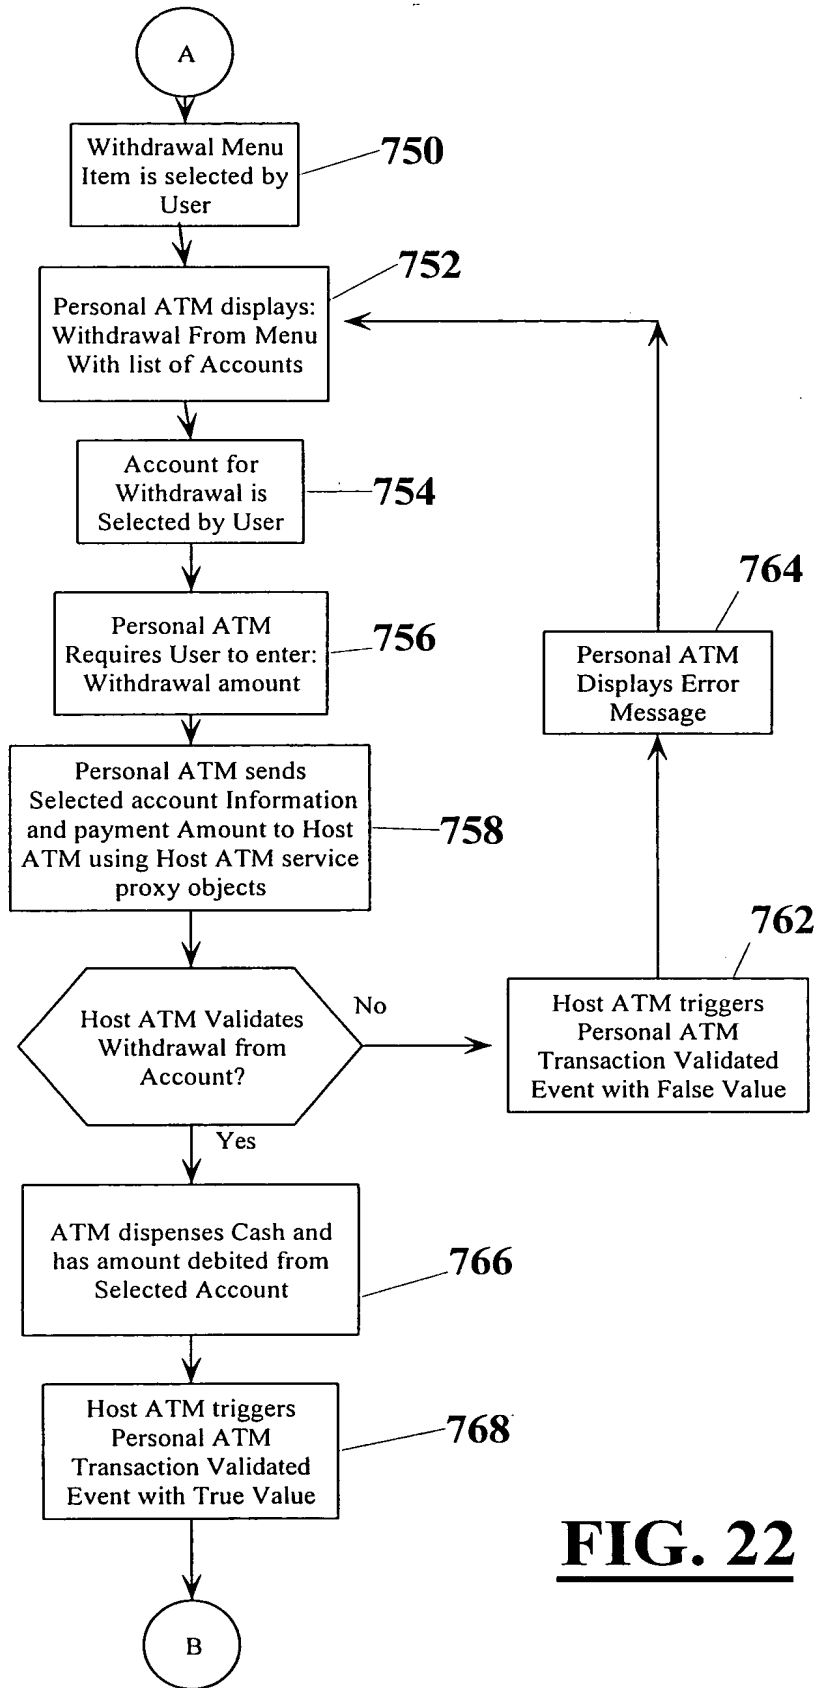 A
Withdrawal Menu
Item is selected by
User
750
Personal ATM displays:
Withdrawal From Menu
With list of Accounts
752
Account for
Withdrawal is
Selected by User
754
Personal ATM
Requires User to enter:
Withdrawal amount
756
Personal ATM sends
Selected account Information
and payment Amount to Host
ATM using Host ATM service
proxy objects
758
Host ATM Validates
Withdrawal from
Account?
No
Yes
762
Host ATM triggers
Personal ATM
Transaction Validated
Event with False Value
764
Personal ATM
Displays Error
Message
ATM dispenses Cash and
has amount debited from
Selected Account
766
Host ATM triggers
Personal ATM
Transaction Validated
Event with True Value
768
B
FIG. 22